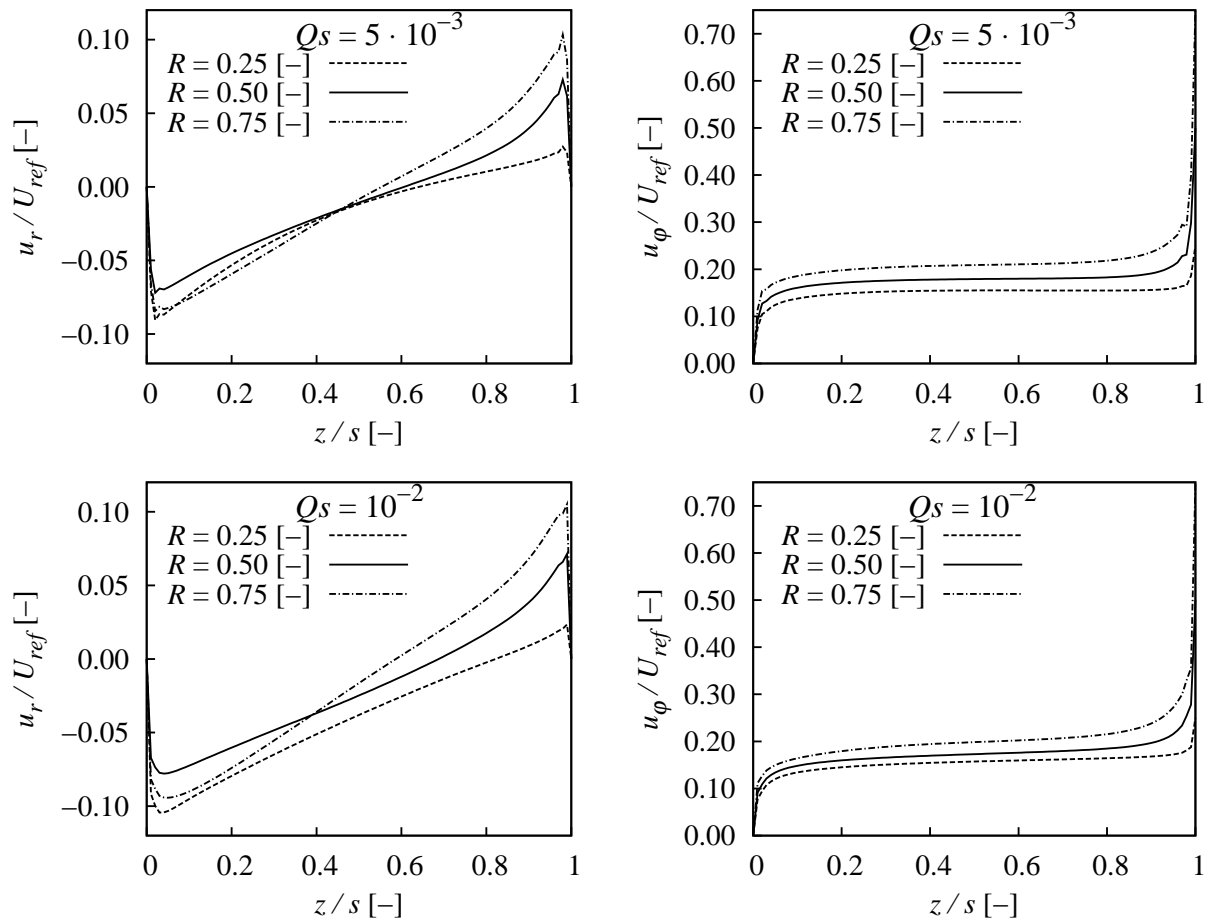 Qs = 5 · 10⁻³
R = 0.25 [–]
R = 0.50 [–]
R = 0.75 [–]
0.10
0.05
0.00
–0.05
–0.10
u_r / U_ref [–]
0 0.2 0.4 0.6 0.8 1
z / s [–]
Qs = 5 · 10⁻³
R = 0.25 [–]
R = 0.50 [–]
R = 0.75 [–]
0.70
0.60
0.50
0.40
0.30
0.20
0.10
0.00
u_φ / U_ref [–]
0 0.2 0.4 0.6 0.8 1
z / s [–]
Qs = 10⁻²
R = 0.25 [–]
R = 0.50 [–]
R = 0.75 [–]
0.10
0.05
0.00
–0.05
–0.10
u_r / U_ref [–]
0 0.2 0.4 0.6 0.8 1
z / s [–]
Qs = 10⁻²
R = 0.25 [–]
R = 0.50 [–]
R = 0.75 [–]
0.70
0.60
0.50
0.40
0.30
0.20
0.10
0.00
u_φ / U_ref [–]
0 0.2 0.4 0.6 0.8 1
z / s [–]